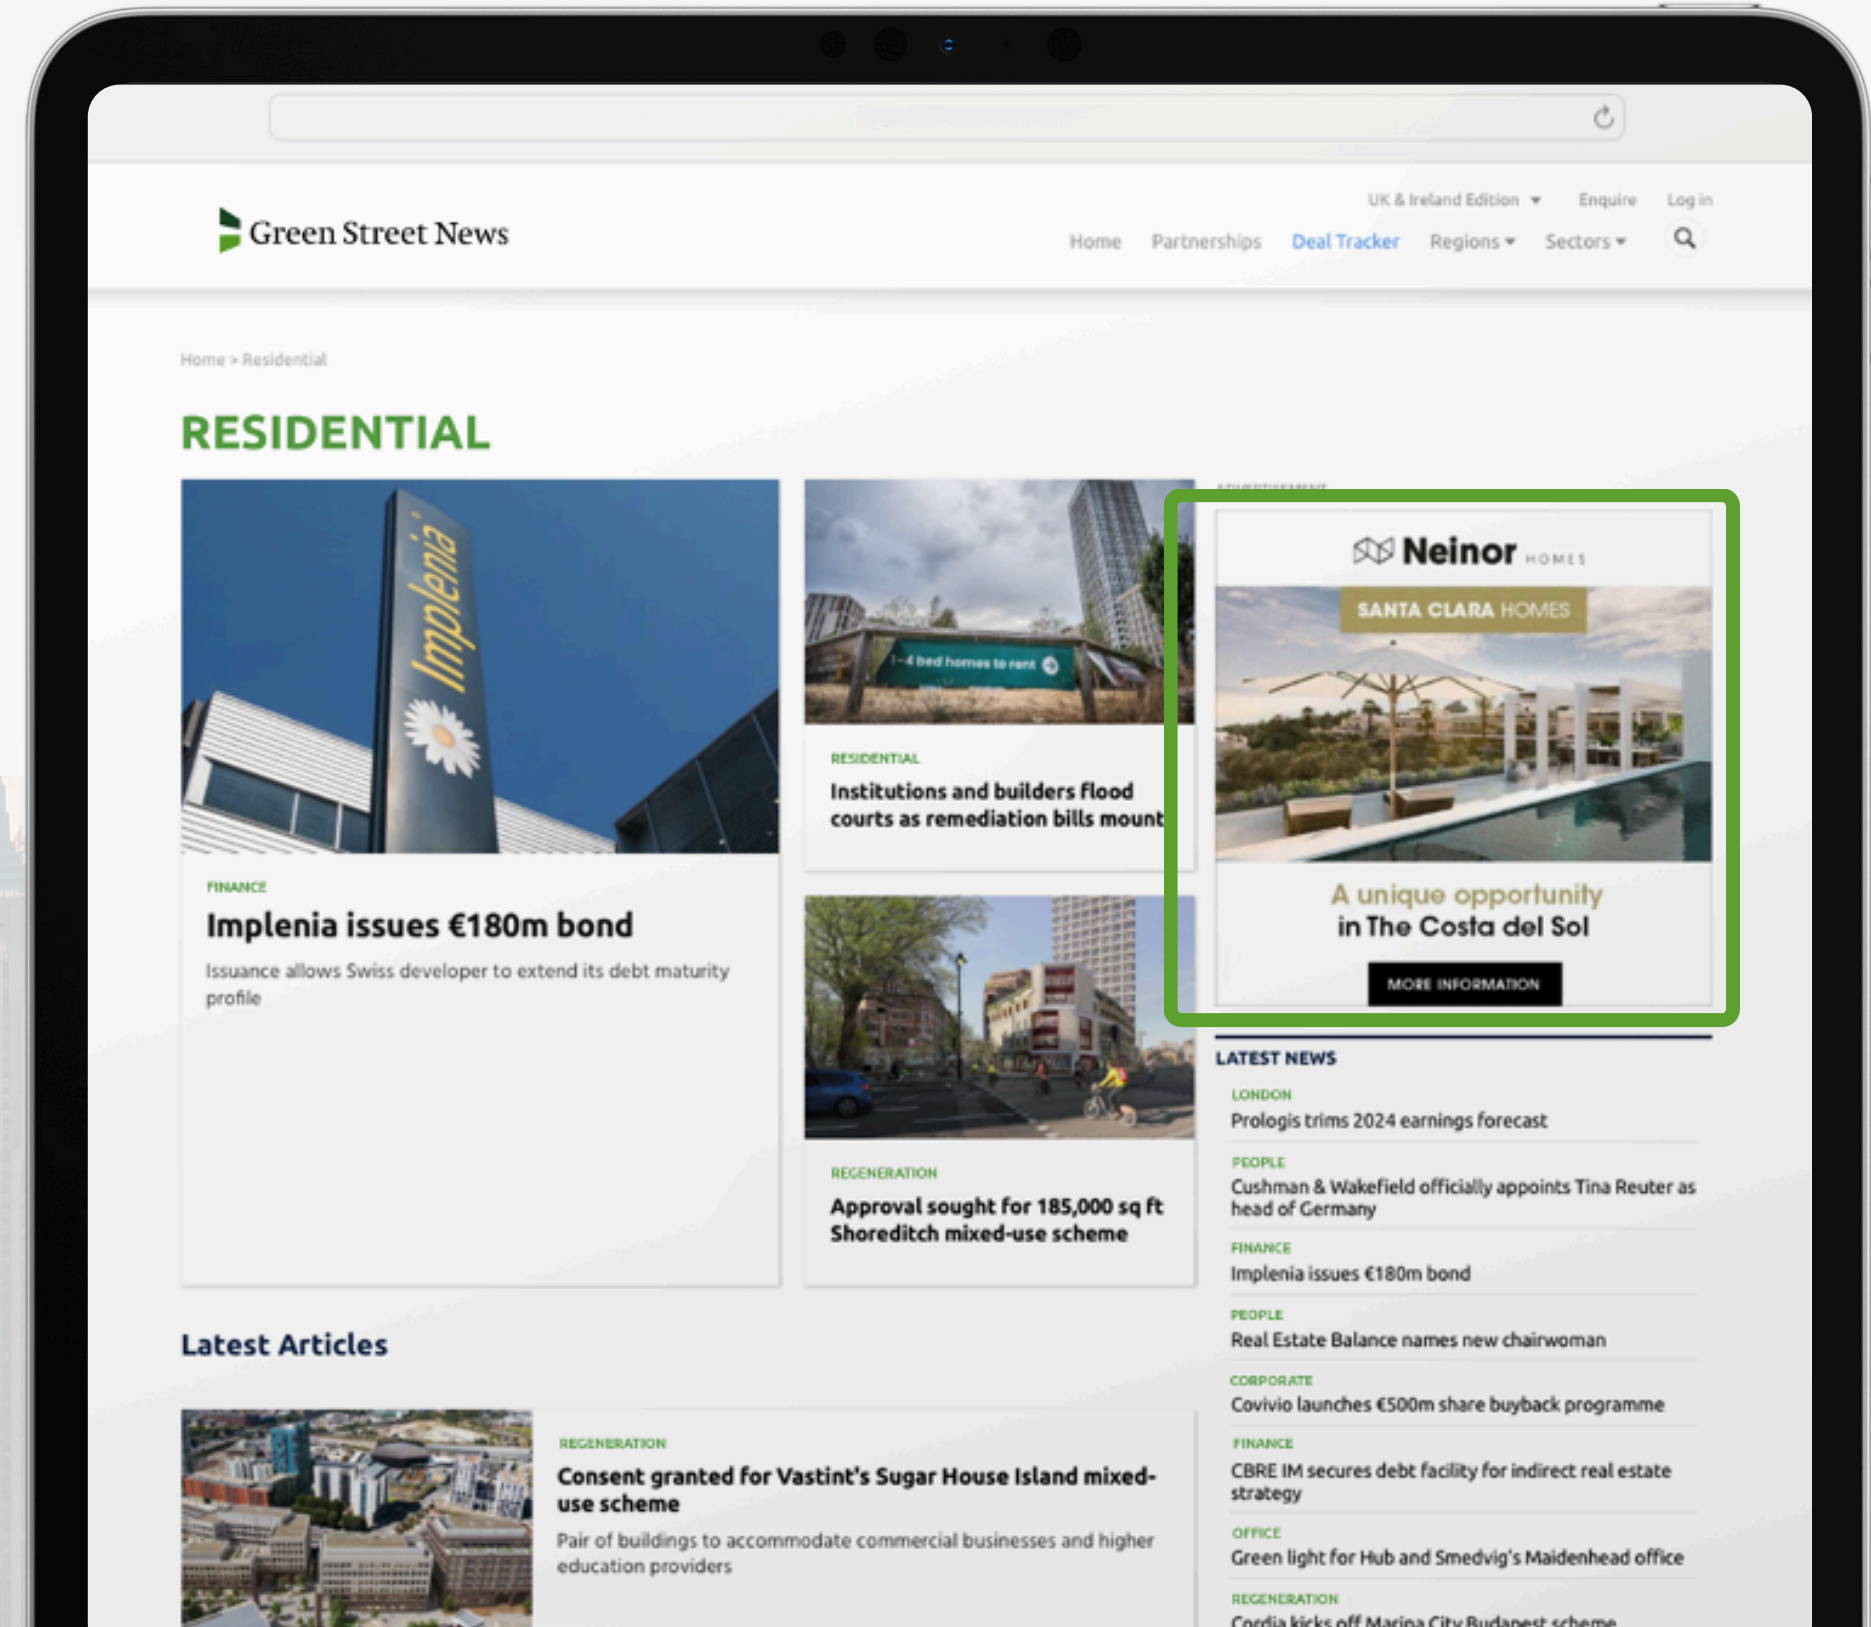 Green Street News
UK & Ireland Edition
Enquire
Log in
Home
Partnerships
Deal Tracker
Regions
Sectors
Home > Residential
RESIDENTIAL
Implenia
FINANCE
Implenia issues €180m bond
Issuance allows Swiss developer to extend its debt maturity
profile
1-4 bed homes to rent
RESIDENTIAL
Institutions and builders flood
courts as remediation bills mount
REGENERATION
Approval sought for 185,000 sq ft
Shoreditch mixed-use scheme
ADVERTISEMENT
Neinor HOMES
SANTA CLARA HOMES
A unique opportunity
in The Costa del Sol
MORE INFORMATION
LATEST NEWS
LONDON
Prologis trims 2024 earnings forecast
PEOPLE
Cushman & Wakefield officially appoints Tina Reuter as
head of Germany
FINANCE
Implenia issues €180m bond
PEOPLE
Real Estate Balance names new chairwoman
CORPORATE
Covivio launches €500m share buyback programme
FINANCE
CBRE IM secures debt facility for indirect real estate
strategy
OFFICE
Green light for Hub and Smedvig's Maidenhead office
REGENERATION
Cordia kicks off Marina City Budapest scheme
Latest Articles
REGENERATION
Consent granted for Vastint's Sugar House Island mixed-
use scheme
Pair of buildings to accommodate commercial businesses and higher
education providers